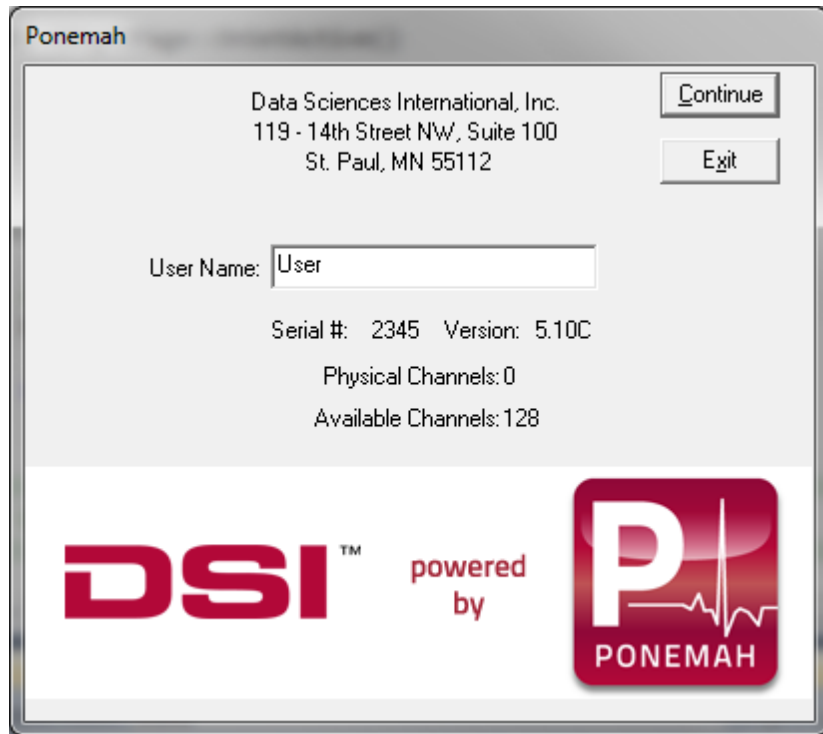 Ponemah
Data Sciences International, Inc.
119 - 14th Street NW, Suite 100
St. Paul, MN 55112
Continue
Exit
User Name: User
Serial #: 2345 Version: 5.10C
Physical Channels: 0
Available Channels: 128
DSI™
powered
by
P
PONEMAH